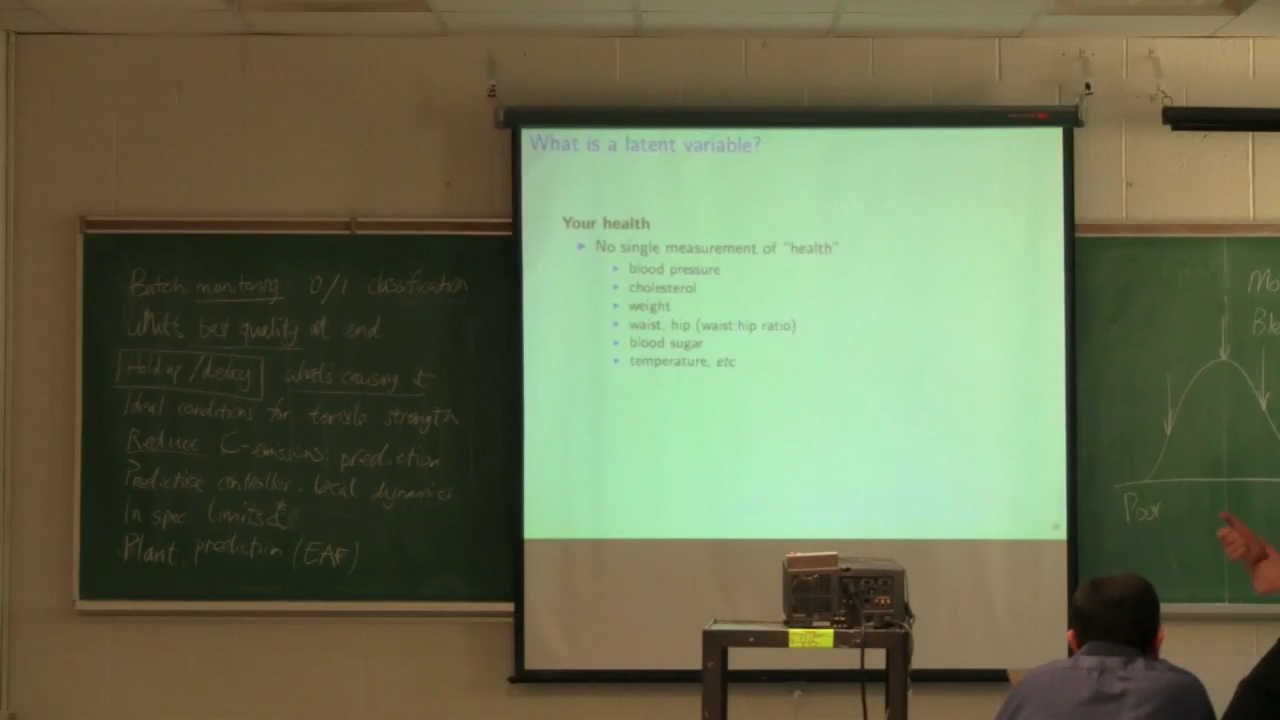 Batch monitoring 0/1 classification
What's best quality at end
Hold up / delay what's causing it
Ideal conditions for tensile strength
Reduce C-emissions: prediction
Predictive controller, local dynamics
In spec limits
Plant prediction (EAF)
What is a latent variable?
Your health
No single measurement of "health"
blood pressure
cholesterol
weight
waist, hip (waist:hip ratio)
blood sugar
temperature, etc
Poor